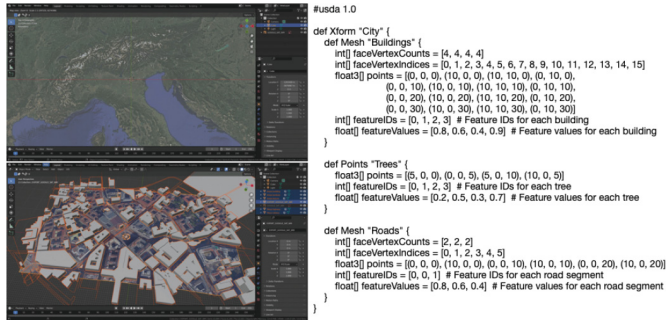 #usda 1.0
def Xform "City" {
def Mesh "Buildings" {
int[] faceVertexCounts = [4, 4, 4, 4]
int[] faceVertexIndices = [0, 1, 2, 3, 4, 5, 6, 7, 8, 9, 10, 11, 12, 13, 14, 15]
float3[] points = [(0, 0, 0), (10, 0, 0), (10, 10, 0), (0, 10, 0),
(0, 0, 10), (10, 0, 10), (10, 10, 10), (0, 10, 10),
(0, 0, 20), (10, 0, 20), (10, 10, 20), (0, 10, 20),
(0, 0, 30), (10, 0, 30), (10, 10, 30), (0, 10, 30)]
int[] featureIDs = [0, 1, 2, 3] # Feature IDs for each building
float[] featureValues = [0.8, 0.6, 0.4, 0.9] # Feature values for each building
}
def Points "Trees" {
float3[] points = [(5, 0, 0), (0, 0, 5), (5, 0, 10), (10, 0, 5)]
int[] featureIDs = [0, 1, 2, 3] # Feature IDs for each tree
float[] featureValues = [0.2, 0.5, 0.3, 0.7] # Feature values for each tree
}
def Mesh "Roads" {
int[] faceVertexCounts = [2, 2, 2]
int[] faceVertexIndices = [0, 1, 2, 3, 4, 5]
float3[] points = [(0, 0, 0), (10, 0, 0), (0, 0, 10), (10, 0, 10), (0, 0, 20), (10, 0, 20)]
int[] featureIDs = [0, 0, 1] # Feature IDs for each road segment
float[] featureValues = [0.8, 0.6, 0.4] # Feature values for each road segment
}
}